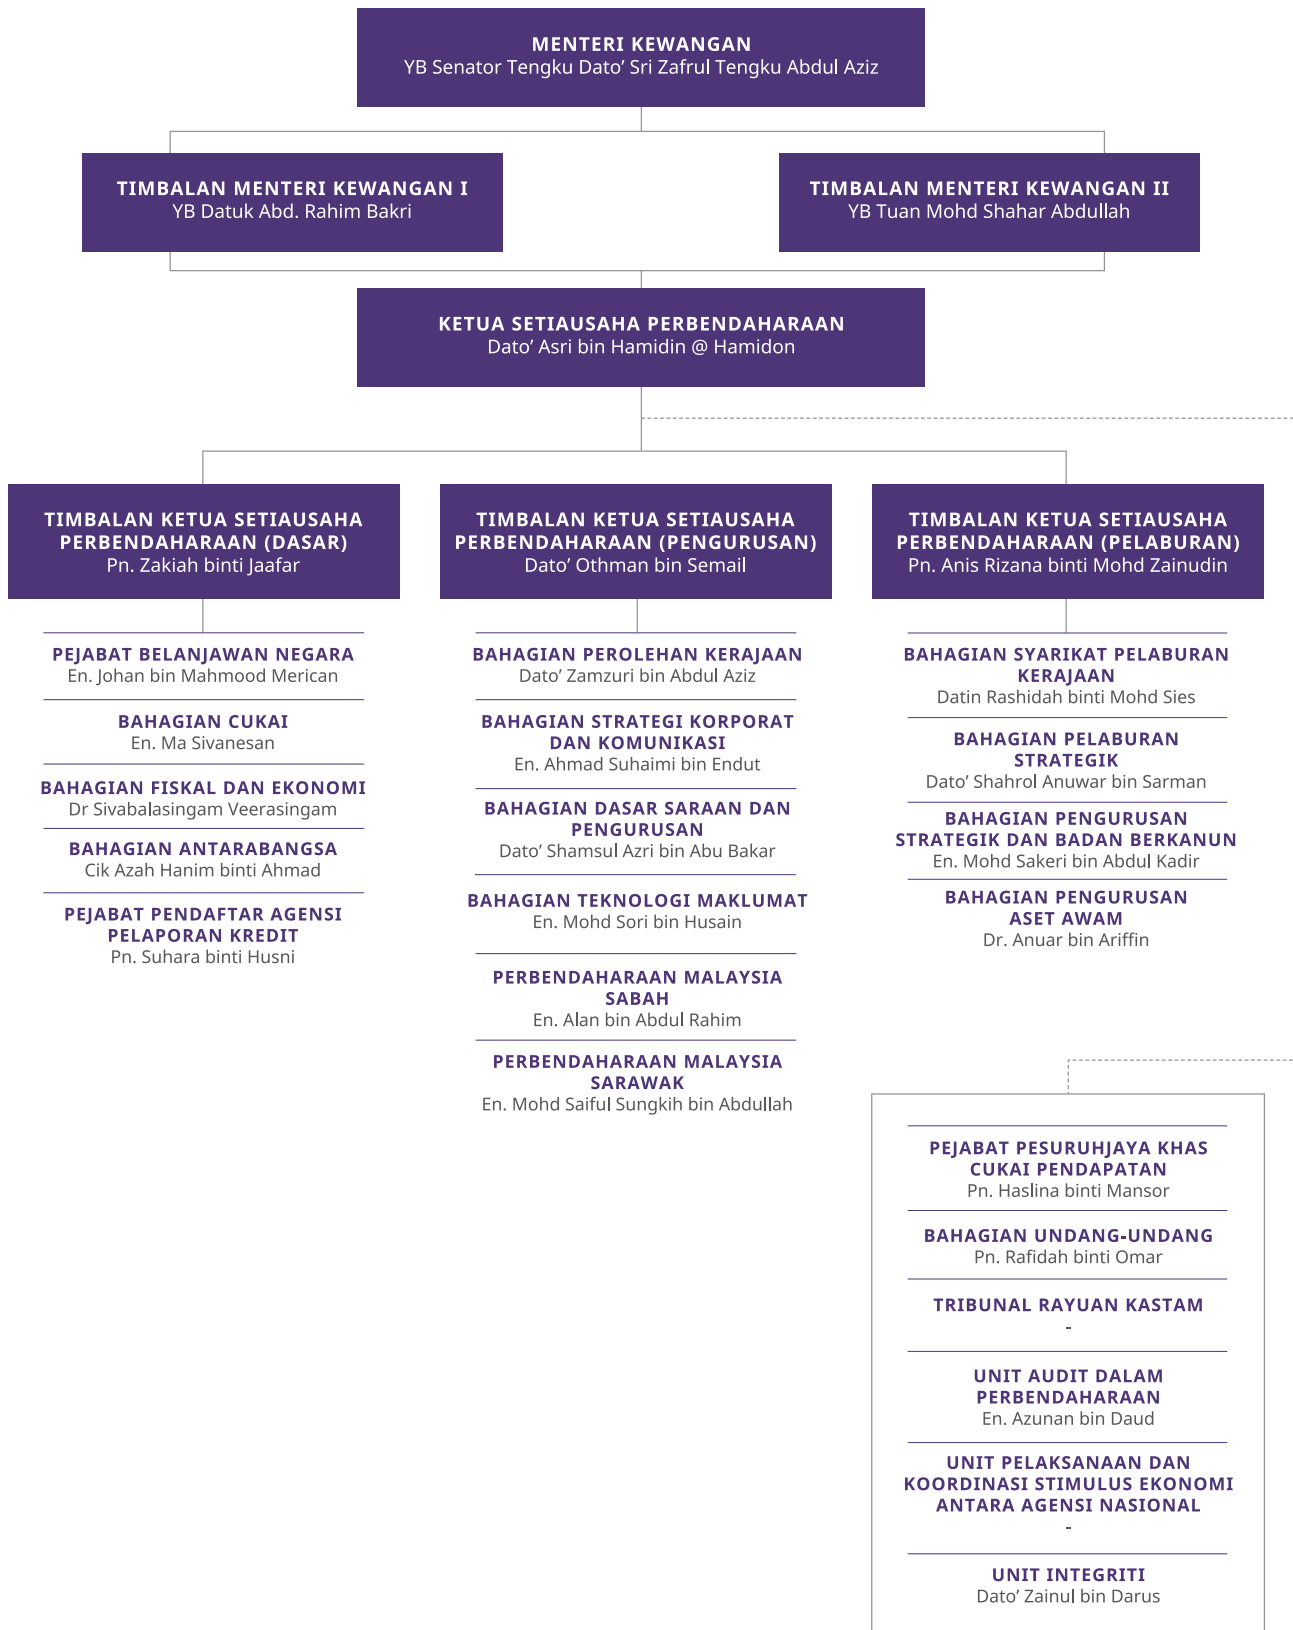 MENTERI KEWANGAN
YB Senator Tengku Dato’ Sri Zafrul Tengku Abdul Aziz
TIMBALAN MENTERI KEWANGAN I
YB Datuk Abd. Rahim Bakri
TIMBALAN MENTERI KEWANGAN II
YB Tuan Mohd Shahar Abdullah
KETUA SETIAUSAHA PERBENDAHARAAN
Dato’ Asri bin Hamidin @ Hamidon
TIMBALAN KETUA SETIAUSAHA
PERBENDAHARAAN (DASAR)
Pn. Zakiah binti Jaafar
PEJABAT BELANJAWAN NEGARA
En. Johan bin Mahmood Merican
BAHAGIAN CUKAI
En. Ma Sivanesan
BAHAGIAN FISKAL DAN EKONOMI
Dr Sivabalasingam Veerasingam
BAHAGIAN ANTARABANGSA
Cik Azah Hanim binti Ahmad
PEJABAT PENDAFTAR AGENSI
PELAPORAN KREDIT
Pn. Suhara binti Husni
TIMBALAN KETUA SETIAUSAHA
PERBENDAHARAAN (PENGURUSAN)
Dato’ Othman bin Semail
BAHAGIAN PEROLEHAN KERAJAAN
Dato’ Zamzuri bin Abdul Aziz
BAHAGIAN STRATEGI KORPORAT
DAN KOMUNIKASI
En. Ahmad Suhaimi bin Endut
BAHAGIAN DASAR SARAAN DAN
PENGURUSAN
Dato’ Shamsul Azri bin Abu Bakar
BAHAGIAN TEKNOLOGI MAKLUMAT
En. Mohd Sori bin Husain
PERBENDAHARAAN MALAYSIA
SABAH
En. Alan bin Abdul Rahim
PERBENDAHARAAN MALAYSIA
SARAWAK
En. Mohd Saiful Sungkih bin Abdullah
TIMBALAN KETUA SETIAUSAHA
PERBENDAHARAAN (PELABURAN)
Pn. Anis Rizana binti Mohd Zainudin
BAHAGIAN SYARIKAT PELABURAN
KERAJAAN
Datin Rashidah binti Mohd Sies
BAHAGIAN PELABURAN
STRATEGIK
Dato’ Shahrol Anuwar bin Sarman
BAHAGIAN PENGURUSAN
STRATEGIK DAN BADAN BERKANUN
En. Mohd Sakeri bin Abdul Kadir
BAHAGIAN PENGURUSAN
ASET AWAM
Dr. Anuar bin Ariffin
PEJABAT PESURUHJAYA KHAS
CUKAI PENDAPATAN
Pn. Haslina binti Mansor
BAHAGIAN UNDANG-UNDANG
Pn. Rafidah binti Omar
TRIBUNAL RAYUAN KASTAM
-
UNIT AUDIT DALAM
PERBENDAHARAAN
En. Azunan bin Daud
UNIT PELAKSANAAN DAN
KOORDINASI STIMULUS EKONOMI
ANTARA AGENSI NASIONAL
-
UNIT INTEGRITI
Dato’ Zainul bin Darus